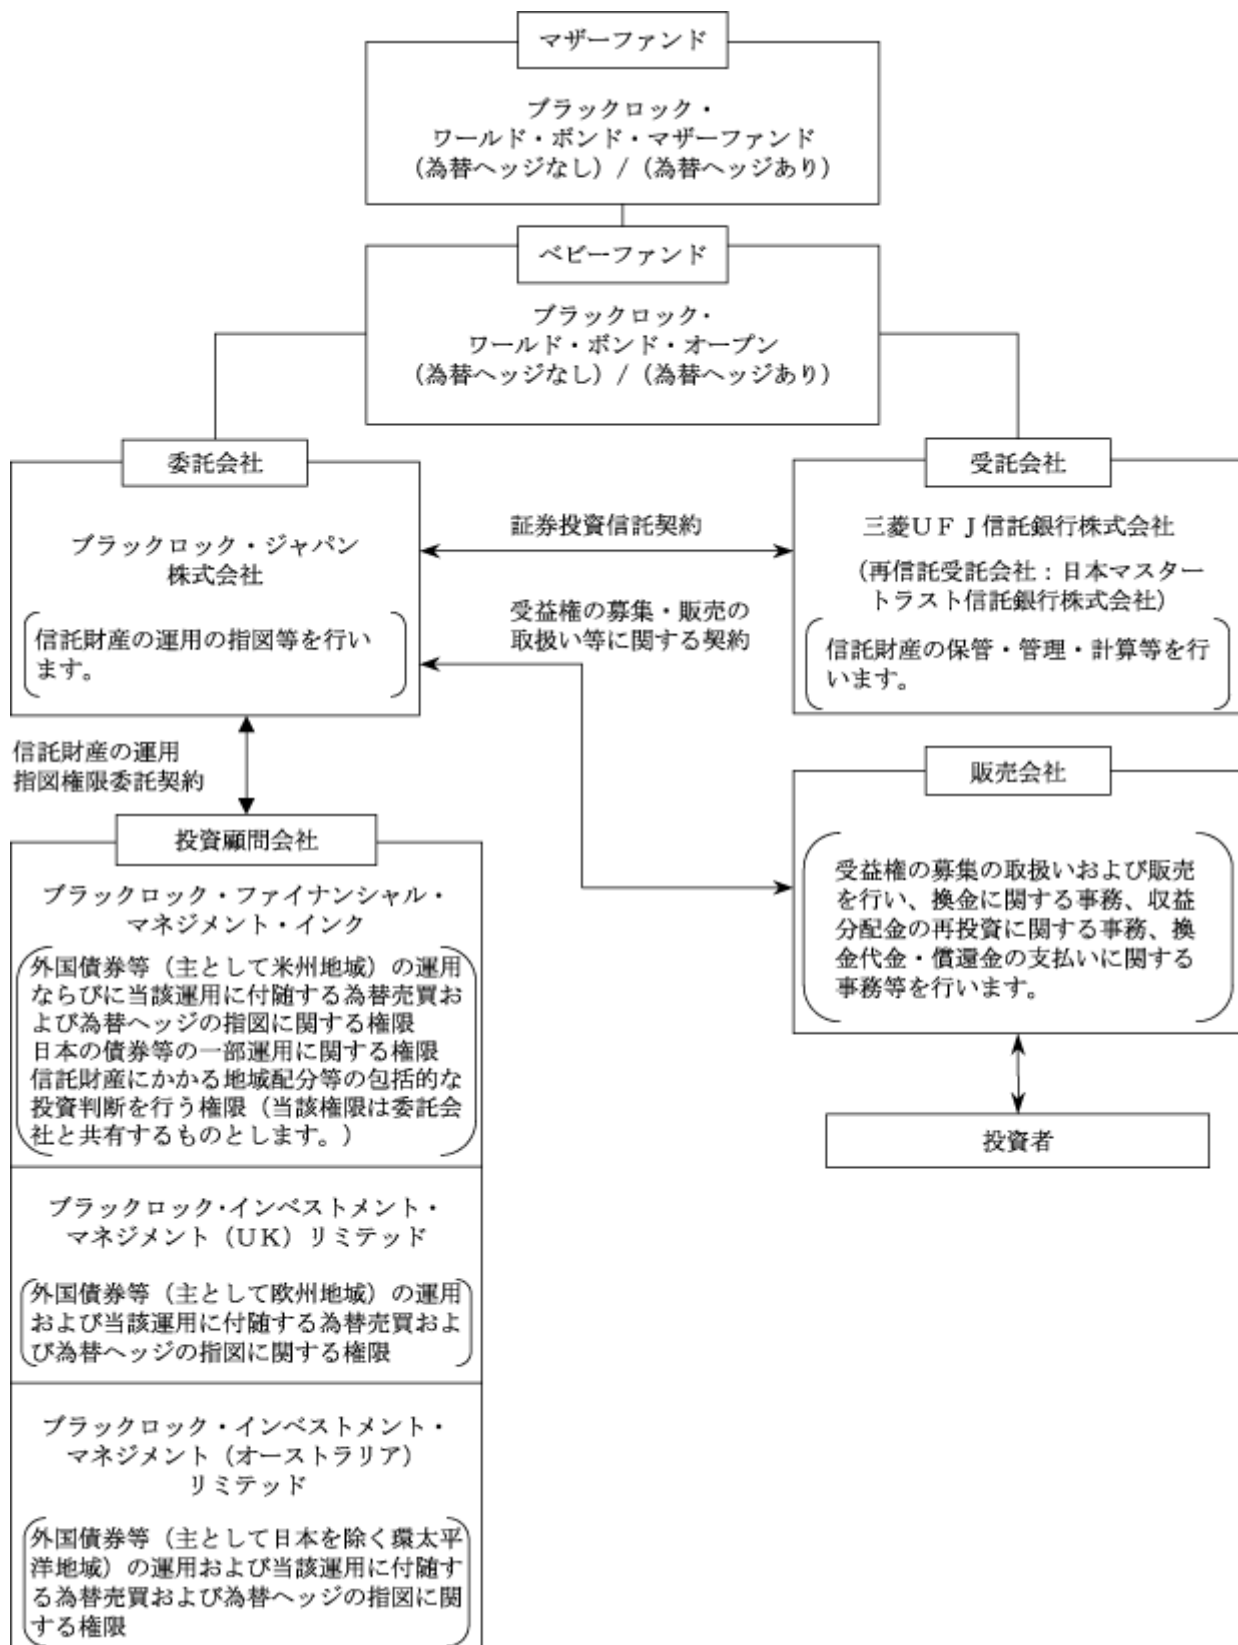 マザーファンド
ブラックロック・
ワールド・ボンド・マザーファンド
(為替ヘッジなし) / (為替ヘッジあり)
ベビーファンド
ブラックロック・
ワールド・ボンド・オープン
(為替ヘッジなし) / (為替ヘッジあり)
委託会社
ブラックロック・ジャパン
株式会社
信託財産の運用の指図等を行い
ます。
証券投資信託契約
受益権の募集・販売の
取扱い等に関する契約
受託会社
三菱UFJ信託銀行株式会社
(再信託受託会社:日本マスター
トラスト信託銀行株式会社)
信託財産の保管・管理・計算等を行
います。
信託財産の運用
指図権限委託契約
販売会社
受益権の募集の取扱いおよび販売
を行い、換金に関する事務、収益
分配金の再投資に関する事務、換
金代金・償還金の支払いに関する
事務等を行います。
投資者
投資顧問会社
ブラックロック・ファイナンシャル・
マネジメント・インク
外国債券等(主として米州地域)の運用
ならびに当該運用に付随する為替売買お
よび為替ヘッジの指図に関する権限
日本の債券等の一部運用に関する権限
信託財産にかかる地域配分等の包括的な
投資判断を行う権限(当該権限は委託会
社と共有するものとします。)
ブラックロック・インベストメント・
マネジメント(UK)リミテッド
外国債券等(主として欧州地域)の運用
および当該運用に付随する為替売買およ
び為替ヘッジの指図に関する権限
ブラックロック・インベストメント・
マネジメント(オーストラリア)
リミテッド
外国債券等(主として日本を除く環太平
洋地域)の運用および当該運用に付随す
る為替売買および為替ヘッジの指図に関
する権限